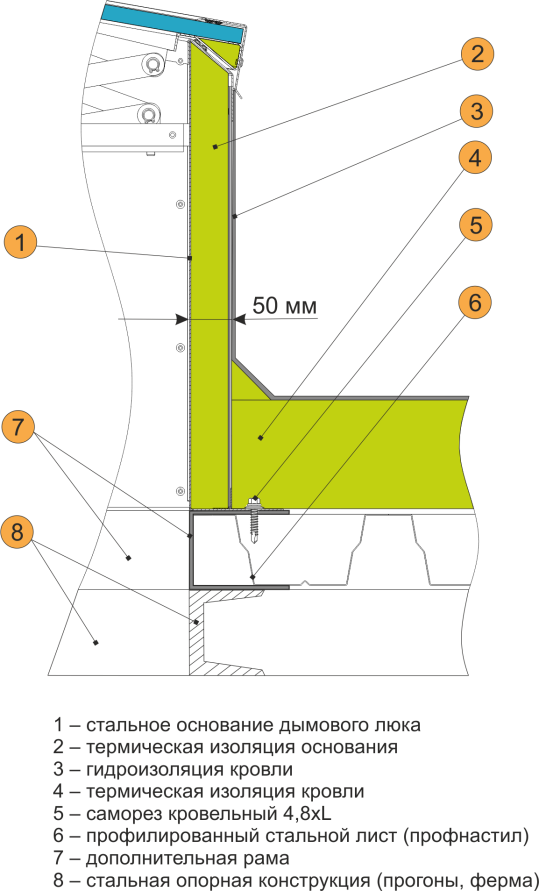 2
3
4
5
1
6
50 мм
7
8
1 – стальное основание дымового люка
2 – термическая изоляция основания
3 – гидроизоляция кровли
4 – термическая изоляция кровли
5 – саморез кровельный 4,8xL
6 – профилированный стальной лист (профнастил)
7 – дополнительная рама
8 – стальная опорная конструкция (прогоны, ферма)